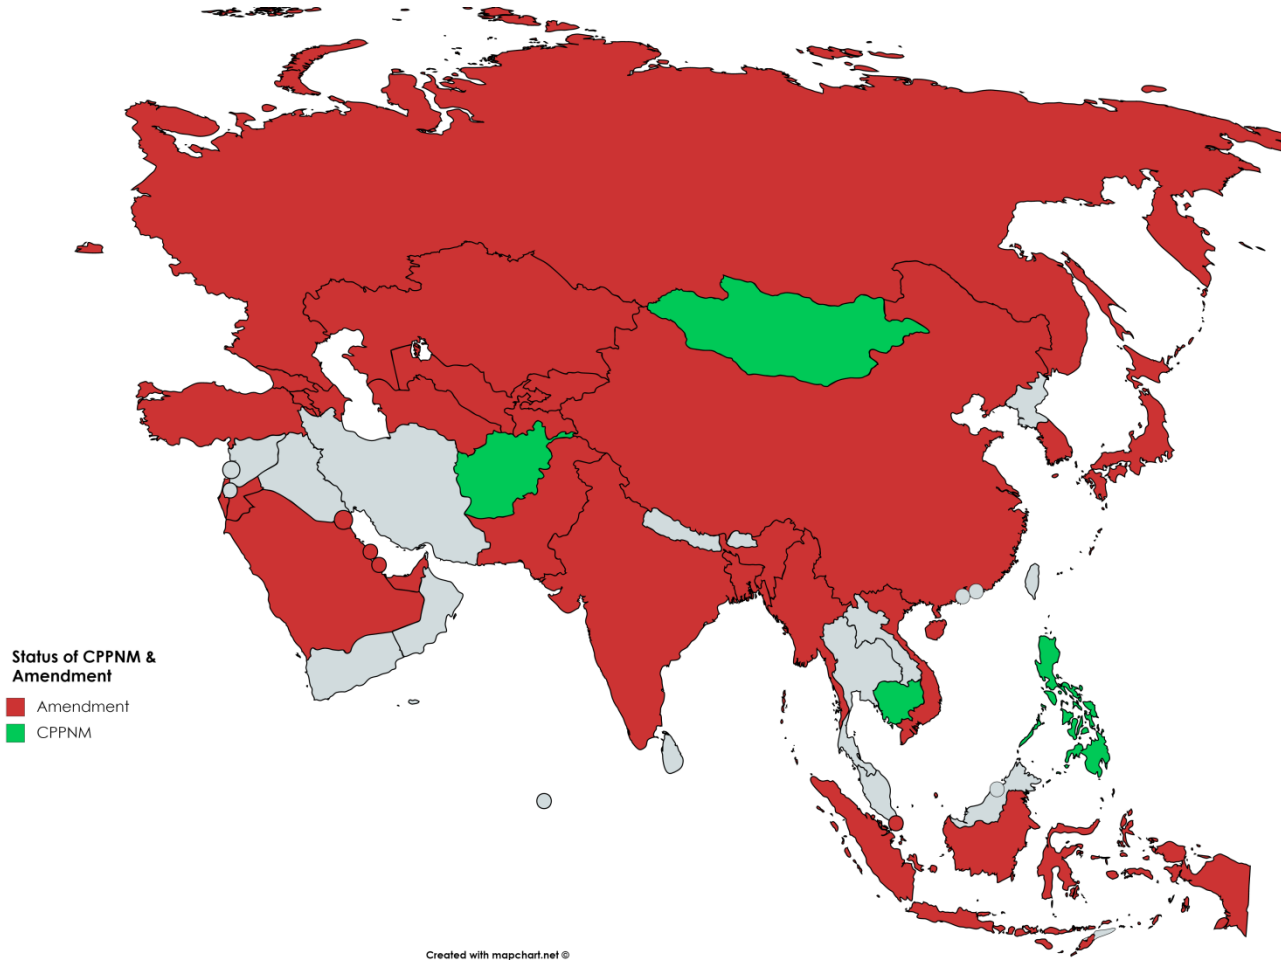 Status of CPPNM &
Amendment
Amendment
CPPNM
Created with mapchart.net ©